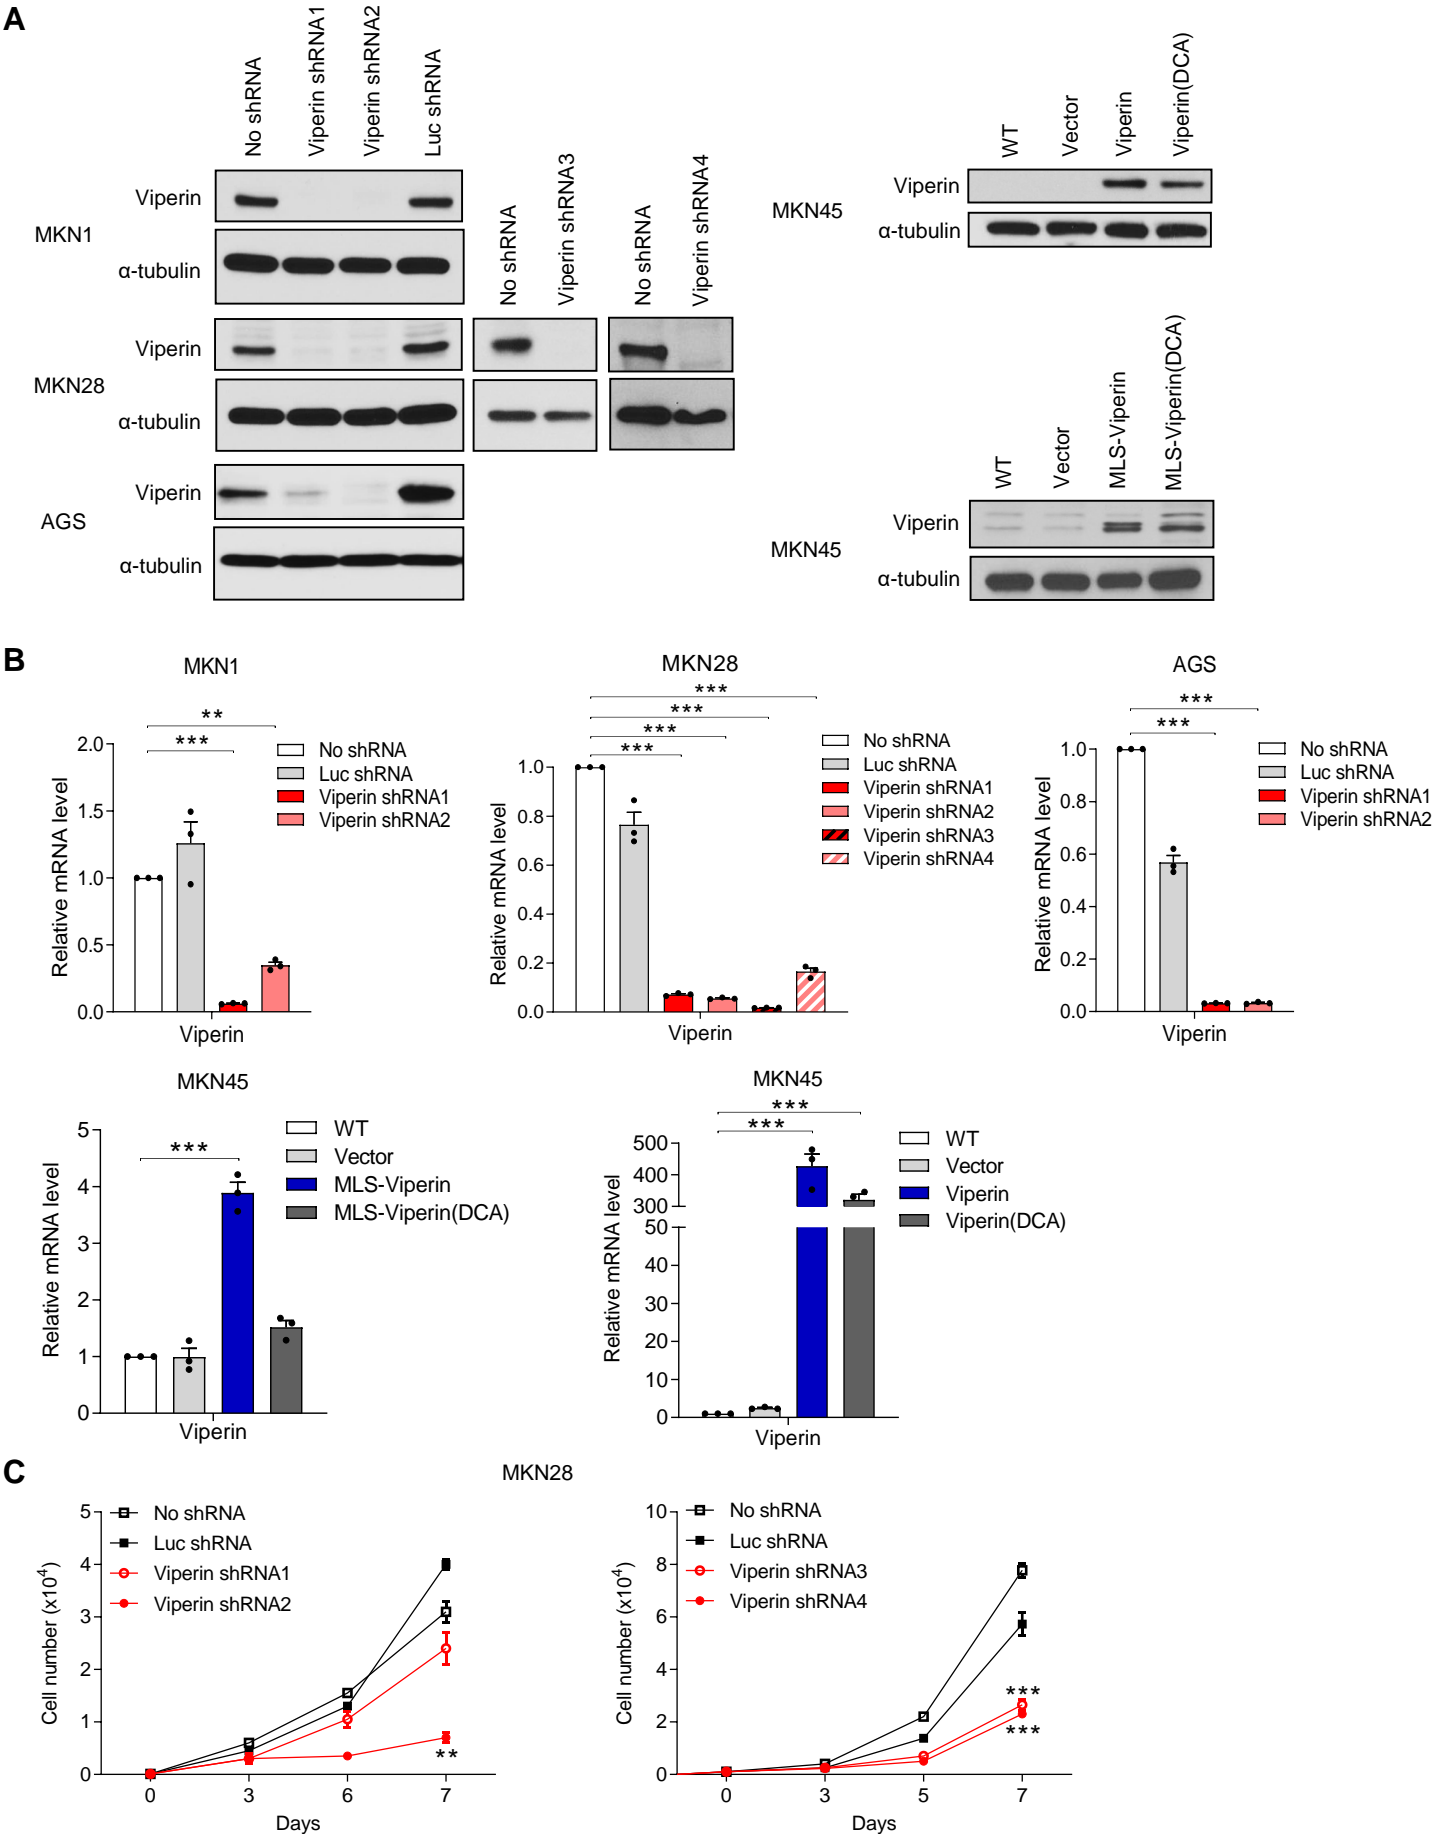 A
No shRNA
Viperin shRNA1
Viperin shRNA2
Luc shRNA
No shRNA
Viperin shRNA3
No shRNA
Viperin shRNA4
MKN1
Viperin
α-tubulin
MKN28
Viperin
α-tubulin
AGS
Viperin
α-tubulin
WT
Vector
Viperin
Viperin(DCA)
MKN45
Viperin
α-tubulin
WT
Vector
MLS-Viperin
MLS-Viperin(DCA)
MKN45
Viperin
α-tubulin
B
MKN1
**
***
Relative mRNA level
2.0
1.5
1.0
0.5
0.0
Viperin
No shRNA
Luc shRNA
Viperin shRNA1
Viperin shRNA2
MKN28
***
***
***
***
Relative mRNA level
1.0
0.8
0.6
0.4
0.2
0.0
Viperin
No shRNA
Luc shRNA
Viperin shRNA1
Viperin shRNA2
Viperin shRNA3
Viperin shRNA4
AGS
***
***
Relative mRNA level
1.0
0.8
0.6
0.4
0.2
0.0
Viperin
No shRNA
Luc shRNA
Viperin shRNA1
Viperin shRNA2
MKN45
***
Relative mRNA level
5
4
3
2
1
0
Viperin
WT
Vector
MLS-Viperin
MLS-Viperin(DCA)
MKN45
***
***
Relative mRNA level
500
400
300
50
40
30
20
10
0
Viperin
WT
Vector
Viperin
Viperin(DCA)
C
MKN28
Cell number (x10⁴)
5
4
3
2
1
0
No shRNA
Luc shRNA
Viperin shRNA1
Viperin shRNA2
**
0 3 6 7
Days
Cell number (x10⁴)
10
8
6
4
2
0
No shRNA
Luc shRNA
Viperin shRNA3
Viperin shRNA4
***
***
0 3 5 7
Days